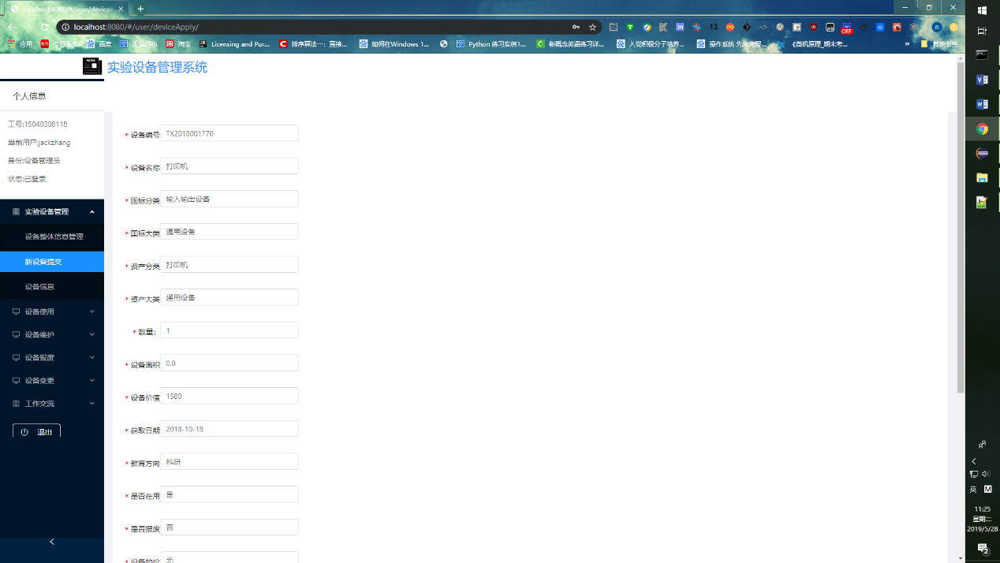 localhost:8080/#/user/device/
localhost:8080/#/user/deviceApply/
应用
今日头条
百度
天猫超市
淘宝
Licensing and Pur...
排序算法一：直接...
如何在Windows 1...
Python 练习实例1...
新概念英语练习详...
入党积极分子培养...
操作系统 先来先服...
《微机原理_期末考...
»
其他书签
实验设备管理系统
个人信息
工号:15040308118
当前用户:jackzhang
身份:设备管理员
状态:已登录
实验设备管理
设备整体信息管理
新设备提交
设备信息
设备使用
设备维护
设备报废
设备变更
工作交流
退出
* 设备编号 TX2018001770
* 设备名称 打印机
* 国标分类 输入输出设备
* 国标大类 通用设备
* 资产分类 打印机
* 资产大类 通用设备
* 数量: 1
* 设备面积 0.0
* 设备价值 1580
* 获取日期 2018-10-18
* 教育方向 科研
* 是否在用 是
* 是否报废 否
* 设备的价 无
OFF
13
英 M
11:25
星期二
2019/5/28
2